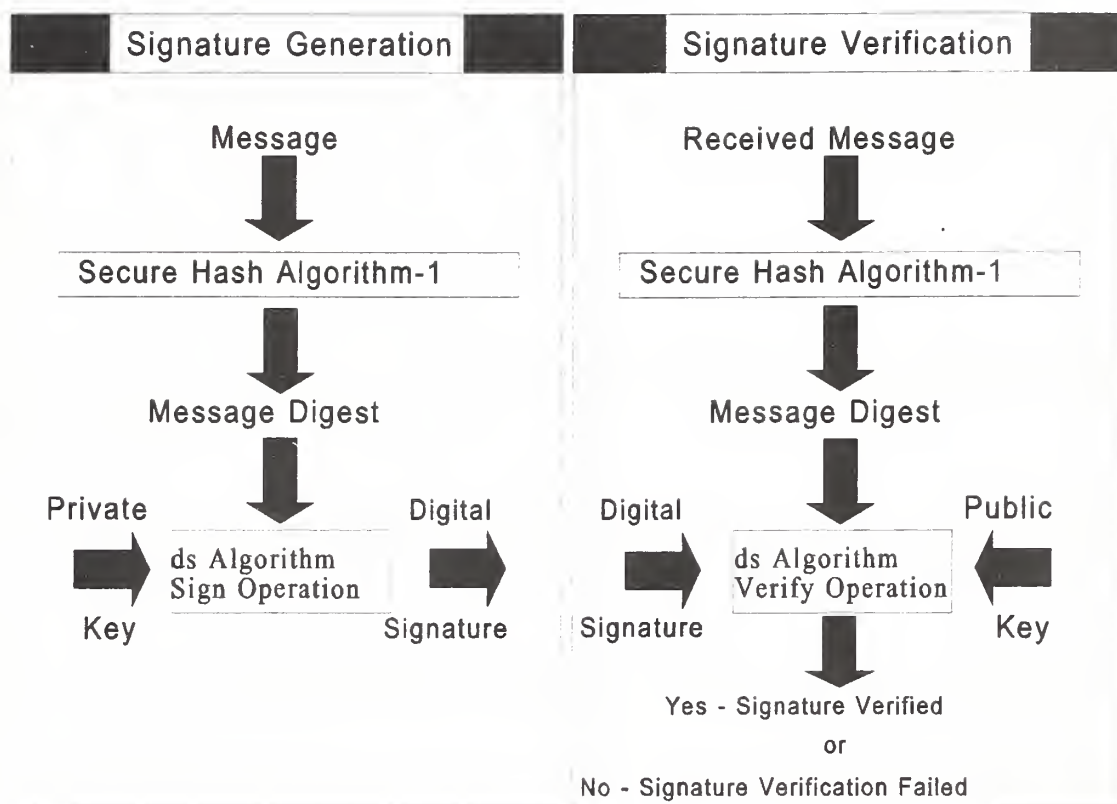 Signature Generation
Message
Secure Hash Algorithm-1
Message Digest
Private
Key
ds Algorithm
Sign Operation
Digital
Signature
Signature Verification
Received Message
Secure Hash Algorithm-1
Message Digest
Digital
Signature
ds Algorithm
Verify Operation
Public
Key
Yes - Signature Verified
or
No - Signature Verification Failed